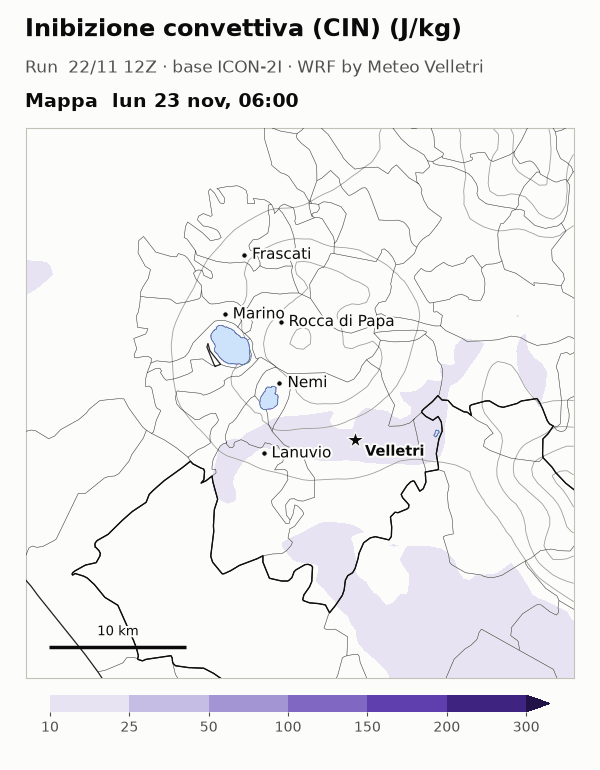 Inibizione convettiva (CIN) (J/kg)
Run  22/11 12Z · base ICON-2I · WRF by Meteo Velletri
Mappa  lun 23 nov, 06:00
Frascati
Marino
Rocca di Papa
Nemi
Velletri
Lanuvio
10 km
10 25 50 100 150 200 300